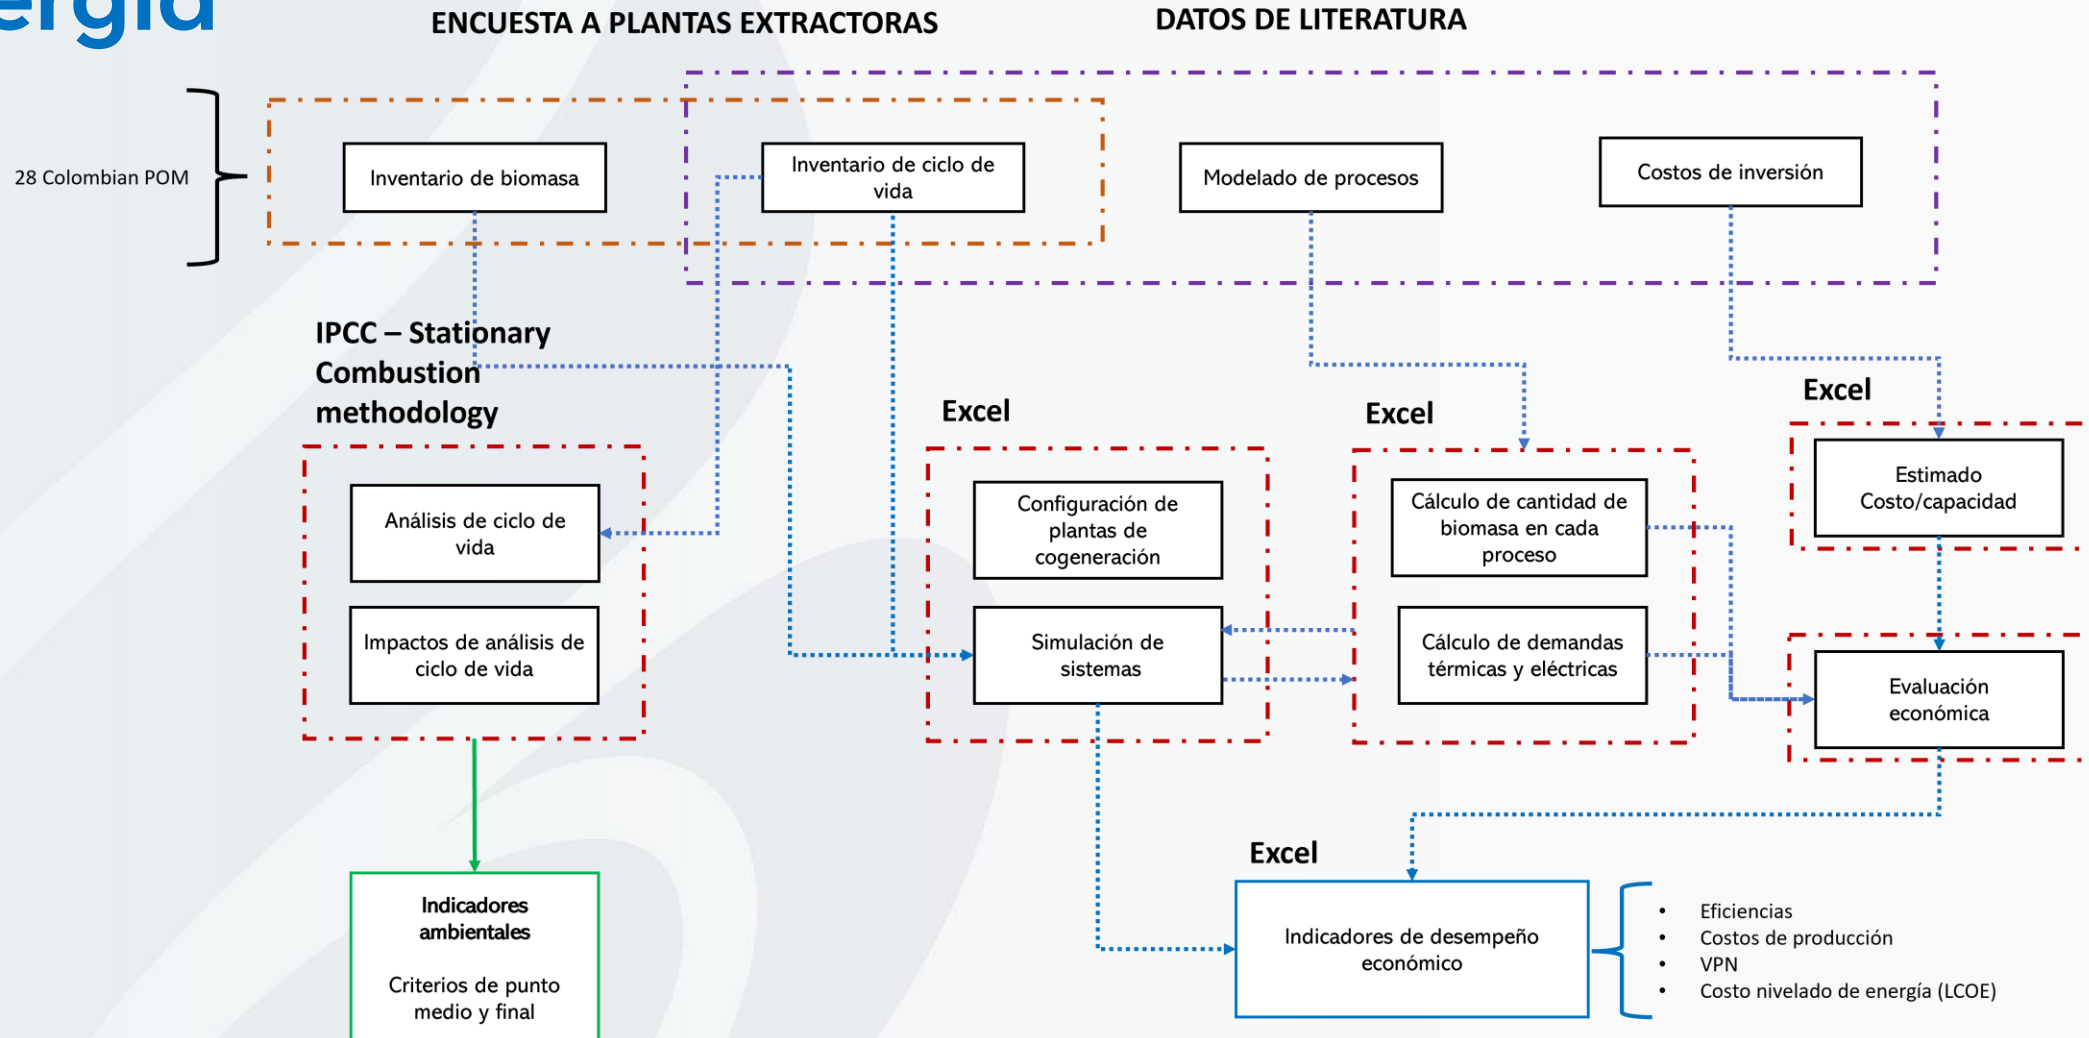 ergía
ENCUESTA A PLANTAS EXTRACTORAS
DATOS DE LITERATURA
28 Colombian POM
Inventario de biomasa
Inventario de ciclo de
vida
Modelado de procesos
Costos de inversión
IPCC – Stationary
Combustion
methodology
Excel
Excel
Excel
Análisis de ciclo de
vida
Impactos de análisis de
ciclo de vida
Configuración de
plantas de
cogeneración
Simulación de
sistemas
Cálculo de cantidad de
biomasa en cada
proceso
Cálculo de demandas
térmicas y eléctricas
Estimado
Costo/capacidad
Evaluación
económica
Indicadores
ambientales
Criterios de punto
medio y final
Excel
Indicadores de desempeño
económico
• Eficiencias
• Costos de producción
• VPN
• Costo nivelado de energía (LCOE)